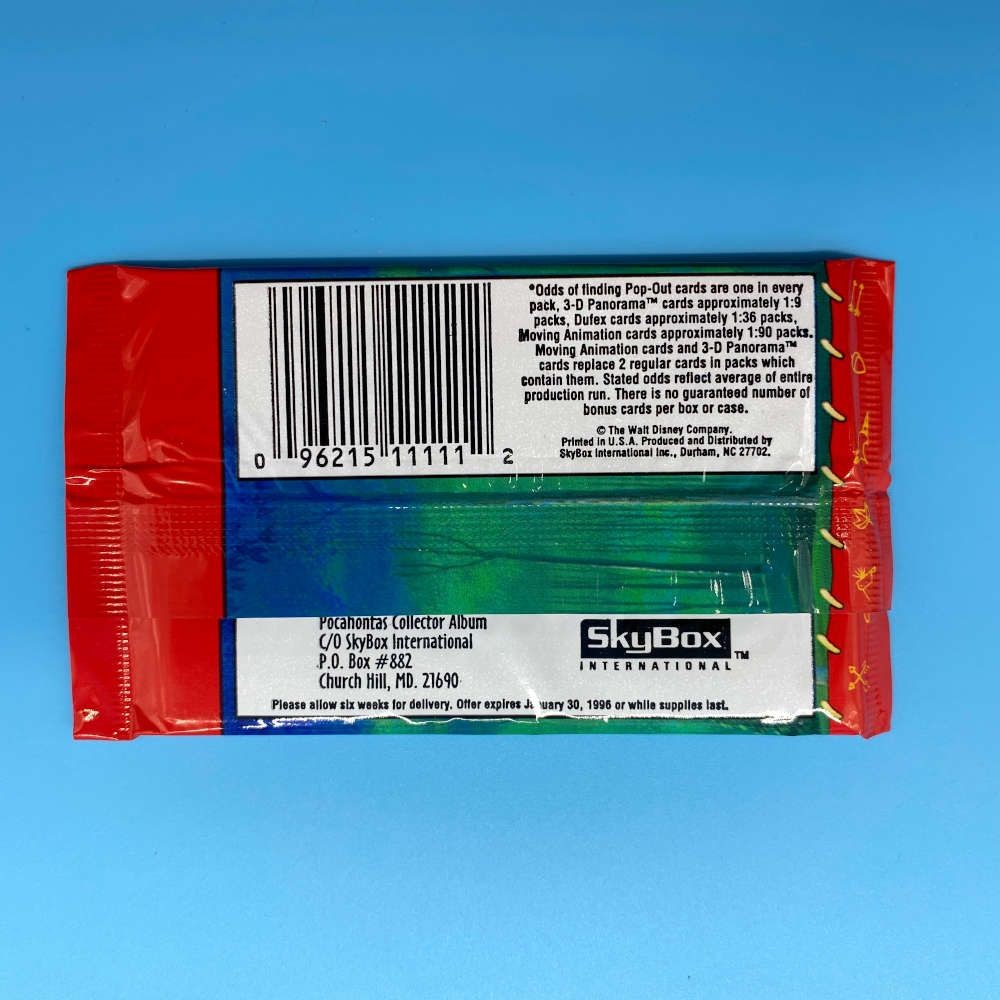 *Odds of finding Pop-Out cards are one in every
pack, 3-D Panorama™ cards approximately 1:9
packs, Dufex cards approximately 1:36 packs,
Moving Animation cards approximately 1:90 packs.
Moving Animation cards and 3-D Panorama™
cards replace 2 regular cards in packs which
contain them. Stated odds reflect average of entire
production run. There is no guaranteed number of
bonus cards per box or case.
© The Walt Disney Company.
Printed in U.S.A. Produced and Distributed by
SkyBox International Inc., Durham, NC 27702.
0 96215 11111 2
Pocahontas Collector Album
C/O SkyBox International
P.O. Box #882
Church Hill, MD. 21690
SkyBox™
INTERNATIONAL
Please allow six weeks for delivery. Offer expires January 30, 1996 or while supplies last.